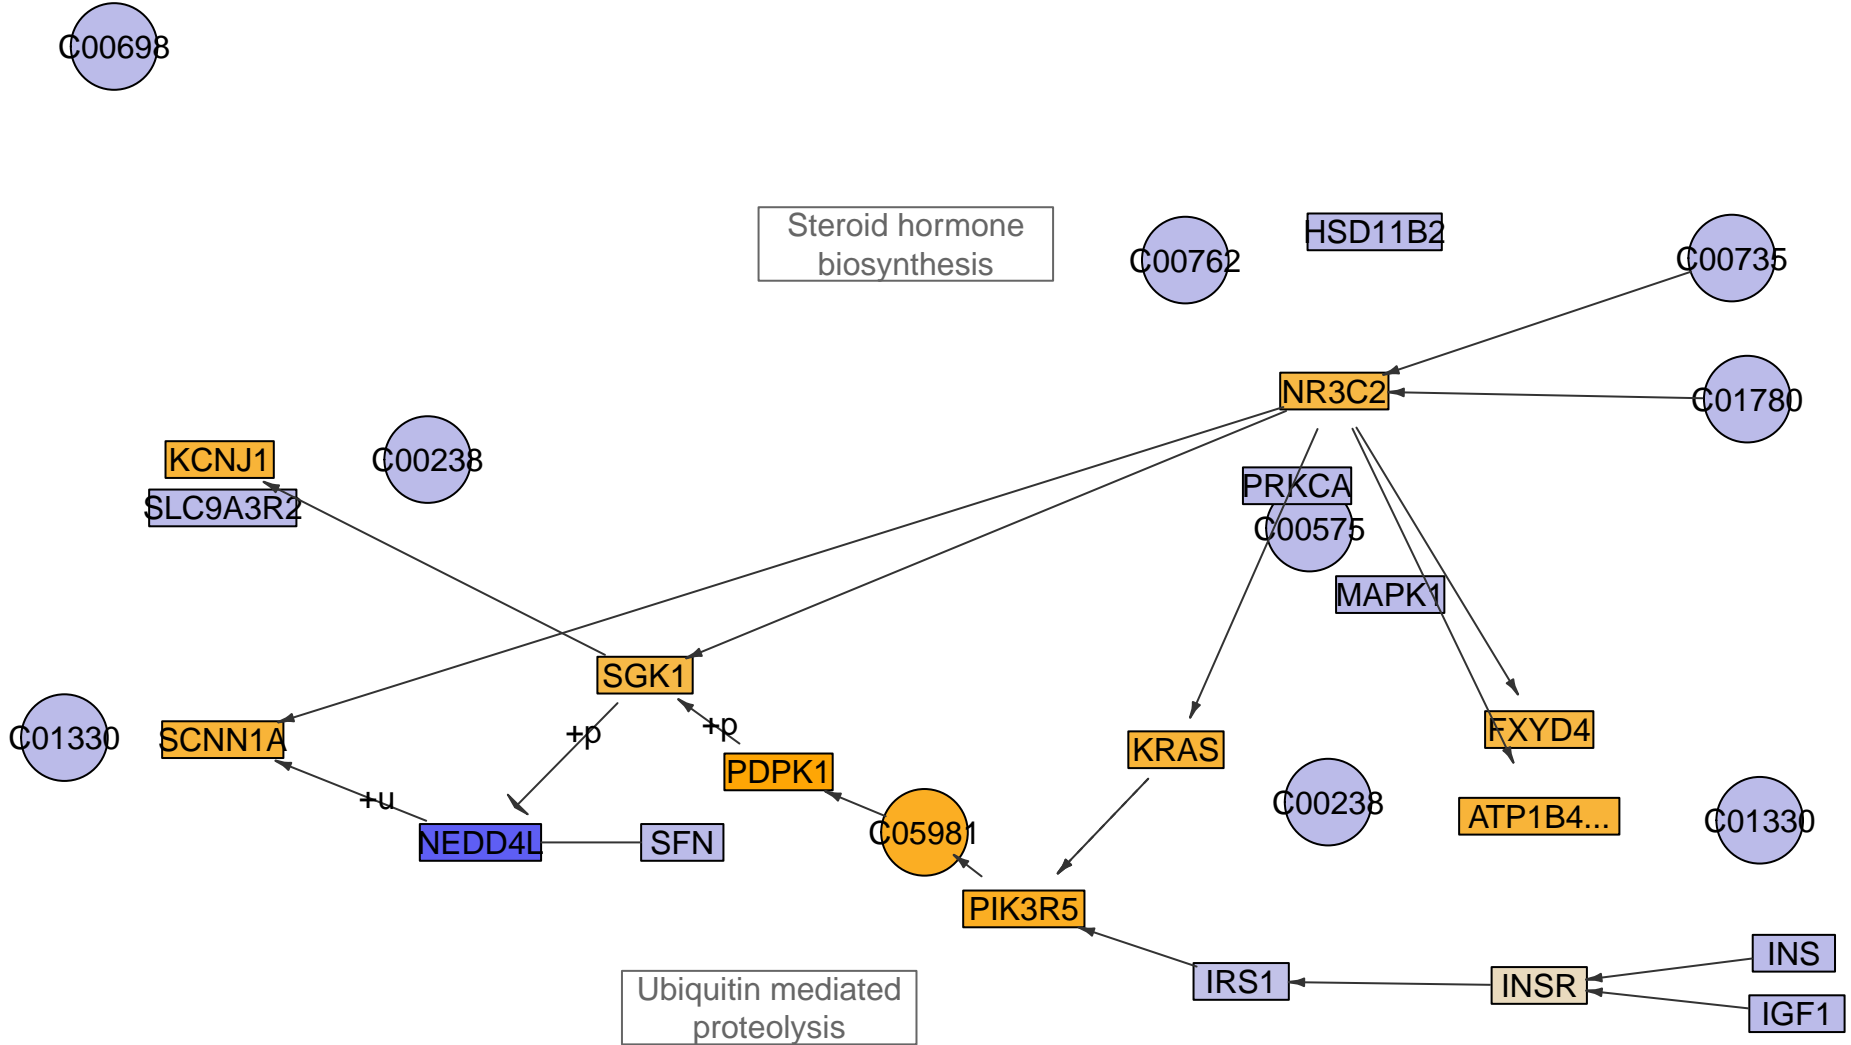 C00698
Steroid hormone
biosynthesis
C00762
HSD11B2
C00735
NR3C2
C01780
KCNJ1
C00238
SLC9A3R2
PRKCA
C00575
MAPK1
SGK1
C01330
SCNN1A
+p
+p
KRAS
FXYD4
PDPK1
+u
C00238
ATP1B4...
C01330
NEDD4L
SFN
C05981
PIK3R5
INS
IRS1
INSR
IGF1
Ubiquitin mediated
proteolysis